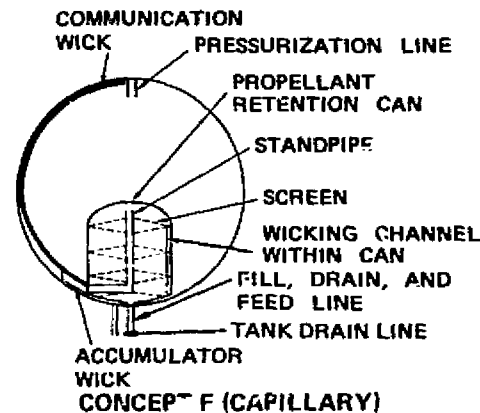 COMMUNICATION
WICK
PRESSURIZATION LINE
PROPELLANT
RETENTION CAN
STANDPIPE
SCREEN
WICKING CHANNEL
WITHIN CAN
FILL, DRAIN, AND
FEED LINE
TANK DRAIN LINE
ACCUMULATOR
WICK
CONCEPT F (CAPILLARY)